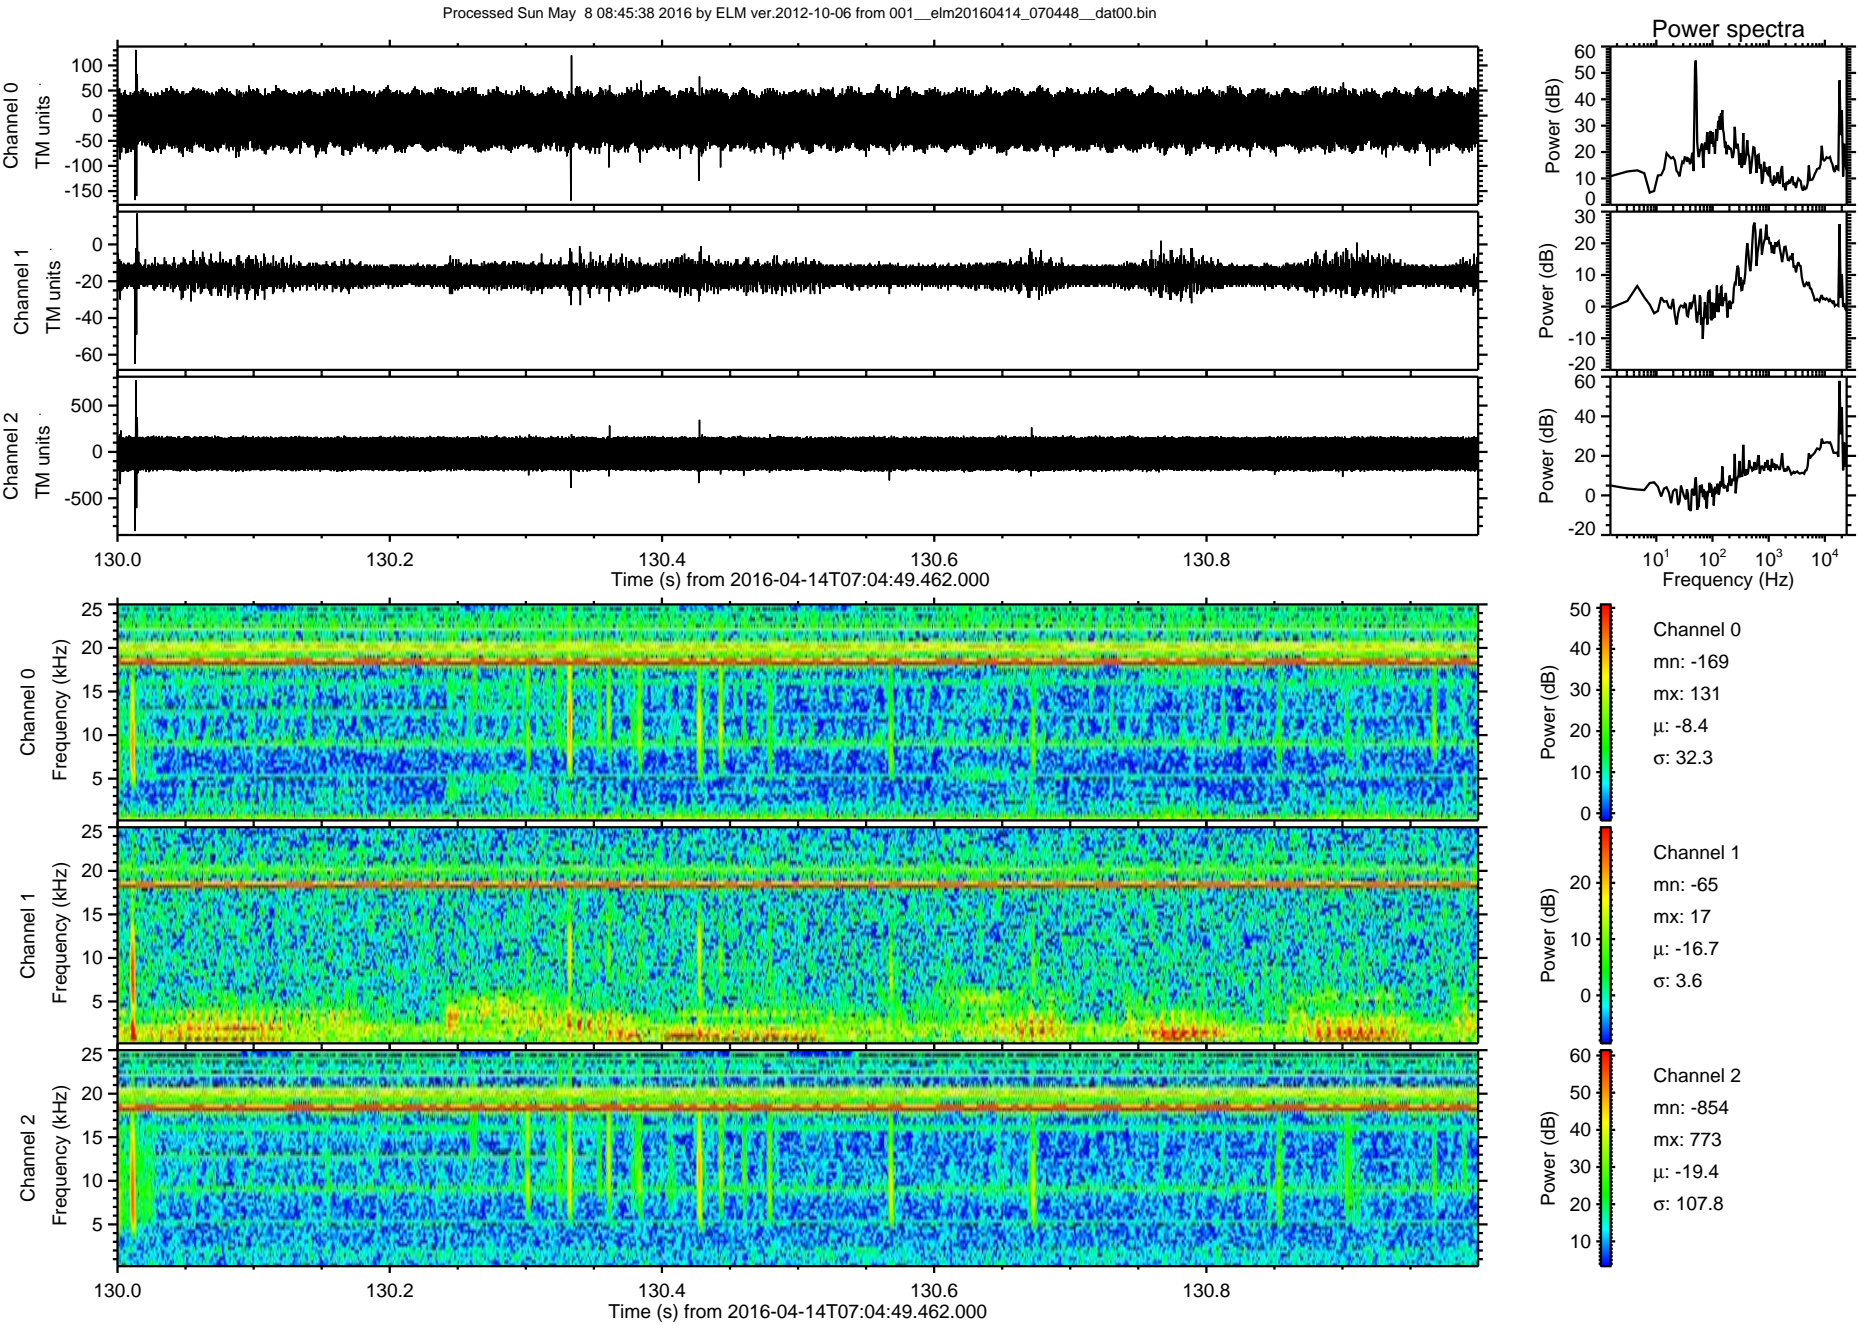 Processed Sun May  8 08:45:38 2016 by ELM ver.2012-10-06 from 001__elm20160414_070448__dat00.bin
Power spectra
Channel 0
TM units
100
50
0
-50
-100
-150
Power (dB)
60
50
40
30
20
10
0
Channel 1
TM units
0
-20
-40
-60
Power (dB)
30
20
10
0
-10
-20
Channel 2
TM units
500
0
-500
Power (dB)
60
40
20
0
-20
130.0 130.2 130.4 130.6 130.8
Time (s) from 2016-04-14T07:04:49.462.000
10¹ 10² 10³ 10⁴
Frequency (Hz)
Channel 0
Frequency (kHz)
25
20
15
10
5
Power (dB)
50
40
30
20
10
0
Channel 0
mn: -169
mx: 131
μ: -8.4
σ: 32.3
Channel 1
Frequency (kHz)
25
20
15
10
5
Power (dB)
20
10
0
Channel 1
mn: -65
mx: 17
μ: -16.7
σ: 3.6
Channel 2
Frequency (kHz)
25
20
15
10
5
Power (dB)
60
50
40
30
20
10
Channel 2
mn: -854
mx: 773
μ: -19.4
σ: 107.8
130.0 130.2 130.4 130.6 130.8
Time (s) from 2016-04-14T07:04:49.462.000